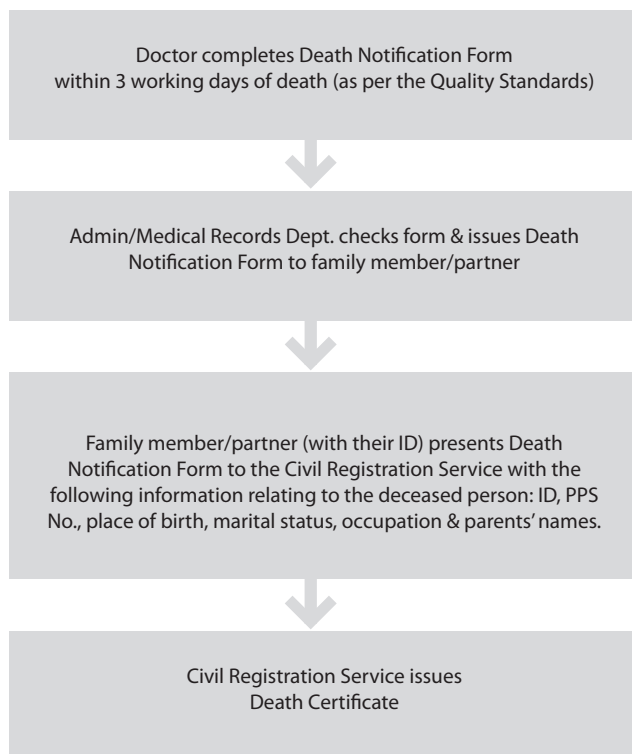 Doctor completes Death Notification Form
within 3 working days of death (as per the Quality Standards)
Admin/Medical Records Dept. checks form & issues Death
Notification Form to family member/partner
Family member/partner (with their ID) presents Death
Notification Form to the Civil Registration Service with the
following information relating to the deceased person: ID, PPS
No., place of birth, marital status, occupation & parents’ names.
Civil Registration Service issues
Death Certificate